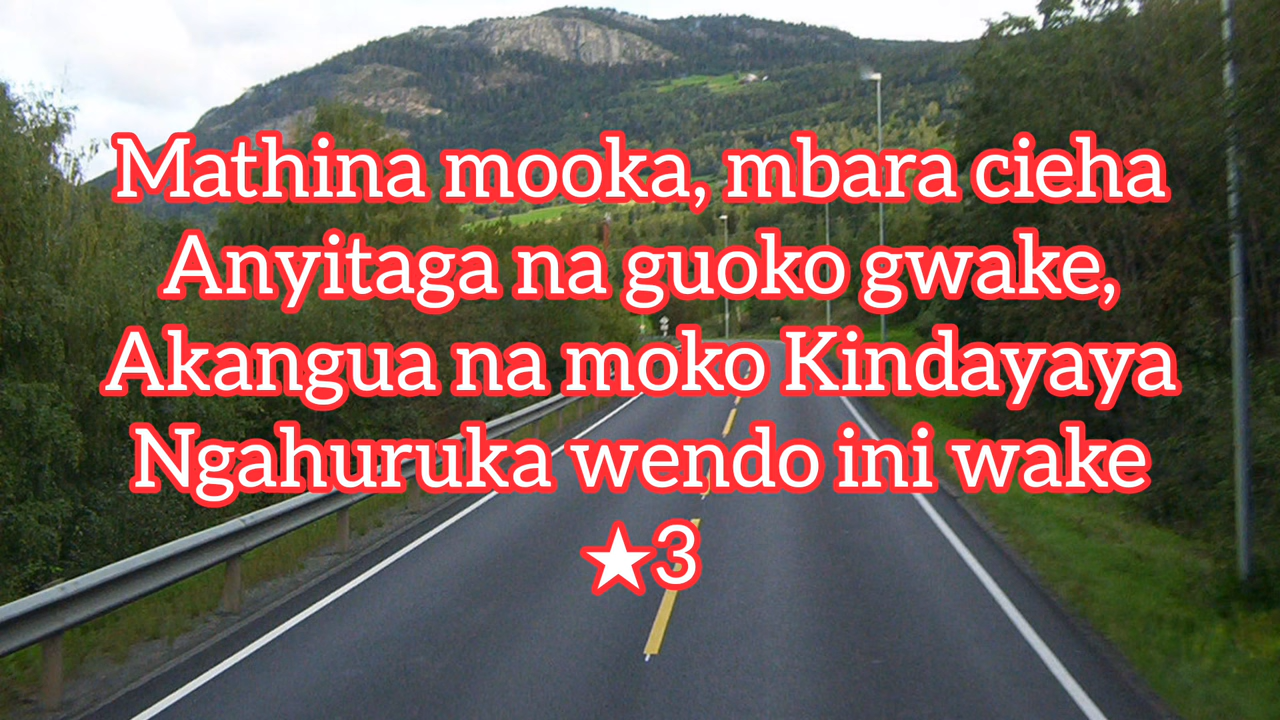 Mathina mooka, mbara cieha
Anyitaga na guoko gwake,
Akangua na moko Kindayaya
Ngahuruka wendo ini wake
★3